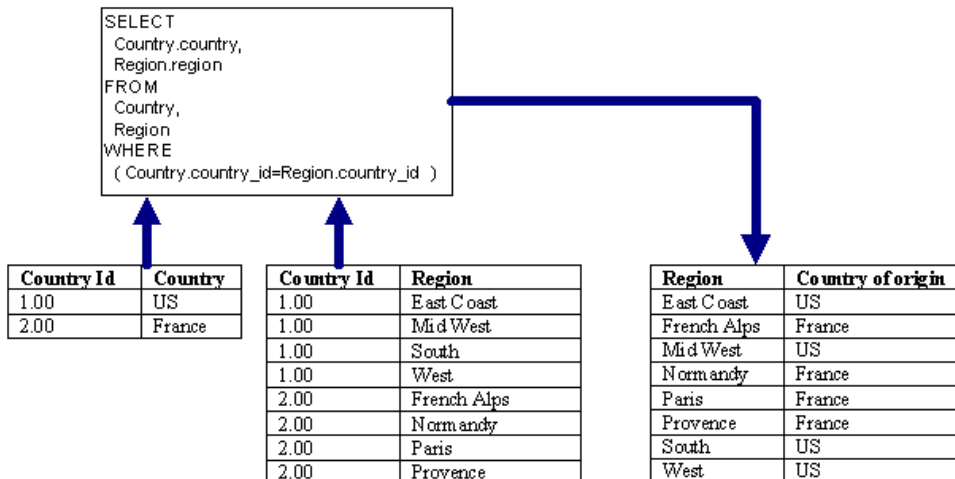 SELECT
Country.country,
Region.region
FROM
Country,
Region
WHERE
( Country.country_id=Region.country_id )
Country Id Country
1.00 US
2.00 France
Country Id Region
1.00 East Coast
1.00 Mid West
1.00 South
1.00 West
2.00 French Alps
2.00 Normandy
2.00 Paris
2.00 Provence
Region Country of origin
East Coast US
French Alps France
Mid West US
Normandy France
Paris France
Provence France
South US
West US